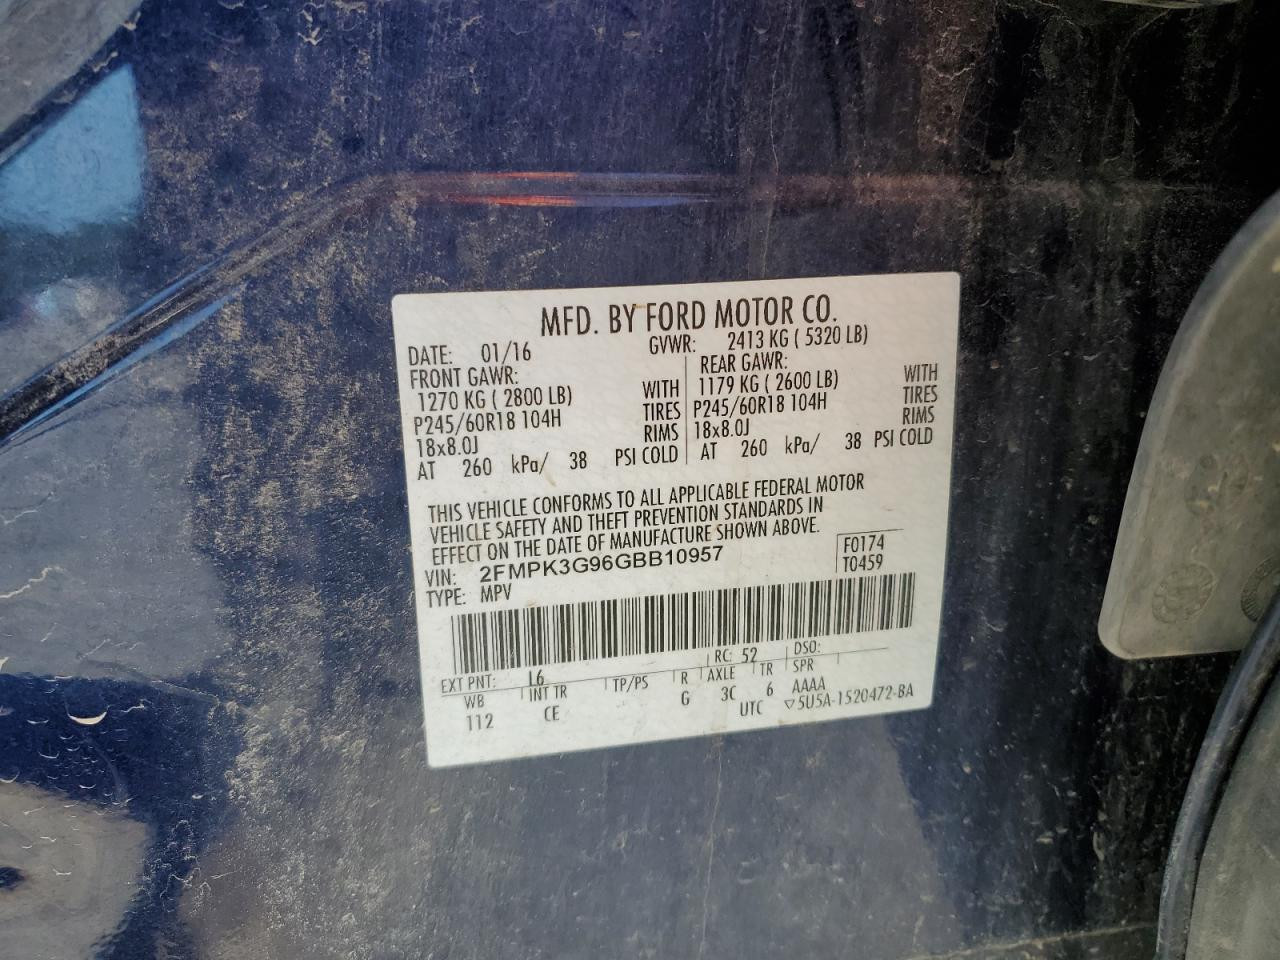 MFD. BY FORD MOTOR CO.
DATE: 01/16 GVWR: 2413 KG ( 5320 LB)
FRONT GAWR: REAR GAWR:
1270 KG ( 2800 LB) WITH 1179 KG ( 2600 LB) WITH
P245/60R18 104H TIRES P245/60R18 104H TIRES
18x8.0J RIMS 18x8.0J RIMS
AT 260 kPa/ 38 PSI COLD AT 260 kPa/ 38 PSI COLD
THIS VEHICLE CONFORMS TO ALL APPLICABLE FEDERAL MOTOR
VEHICLE SAFETY AND THEFT PREVENTION STANDARDS IN
EFFECT ON THE DATE OF MANUFACTURE SHOWN ABOVE.
VIN: 2FMPK3G96GBB10957 F0174
TYPE: MPV T0459
EXT PNT: L6 RC: 52 DSO:
WB INT TR TP/PS R AXLE TR SPR
112 CE G 3C 6 AAAA
UTC ▽5U5A-1520472-BA